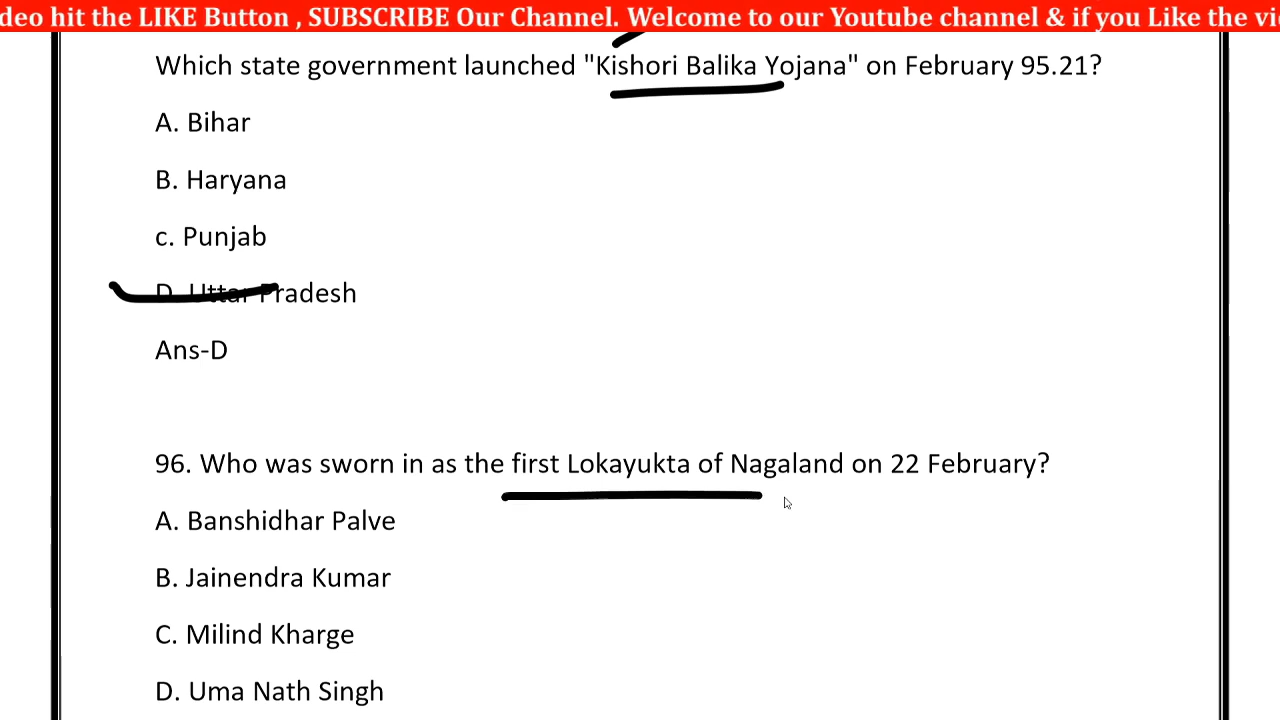 deo hit the LIKE Button , SUBSCRIBE Our Channel. Welcome to our Youtube channel & if you Like the vi
Which state government launched "Kishori Balika Yojana" on February 95.21?
A. Bihar
B. Haryana
c. Punjab
D. Uttar Pradesh
Ans-D
96. Who was sworn in as the first Lokayukta of Nagaland on 22 February?
A. Banshidhar Palve
B. Jainendra Kumar
C. Milind Kharge
D. Uma Nath Singh